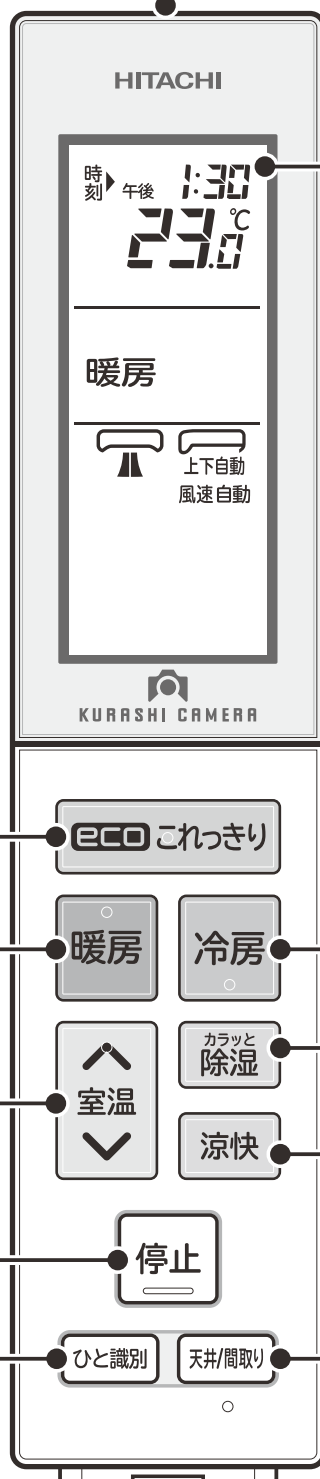 HITACHI
時刻 午後 1:30
23.0℃
暖房
上下自動
風速自動
KURASHI CAMERA
eco これっきり
暖房 冷房
室温
カラッと
除湿
涼快
停止
ひと識別 天井/間取り